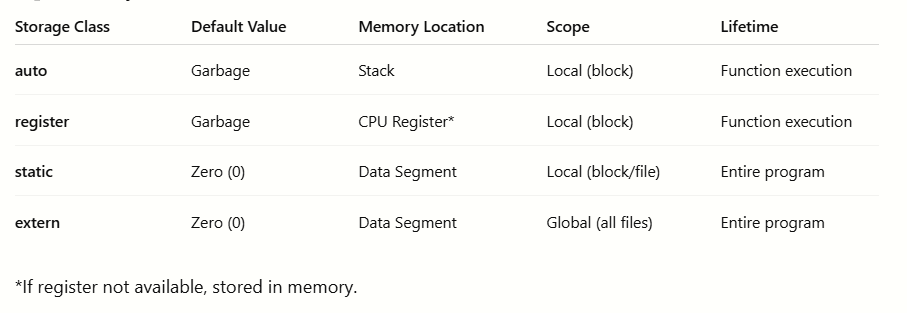 Storage Class Default Value Memory Location Scope Lifetime
auto Garbage Stack Local (block) Function execution
register Garbage CPU Register* Local (block) Function execution
static Zero (0) Data Segment Local (block/file) Entire program
extern Zero (0) Data Segment Global (all files) Entire program
*If register not available, stored in memory.